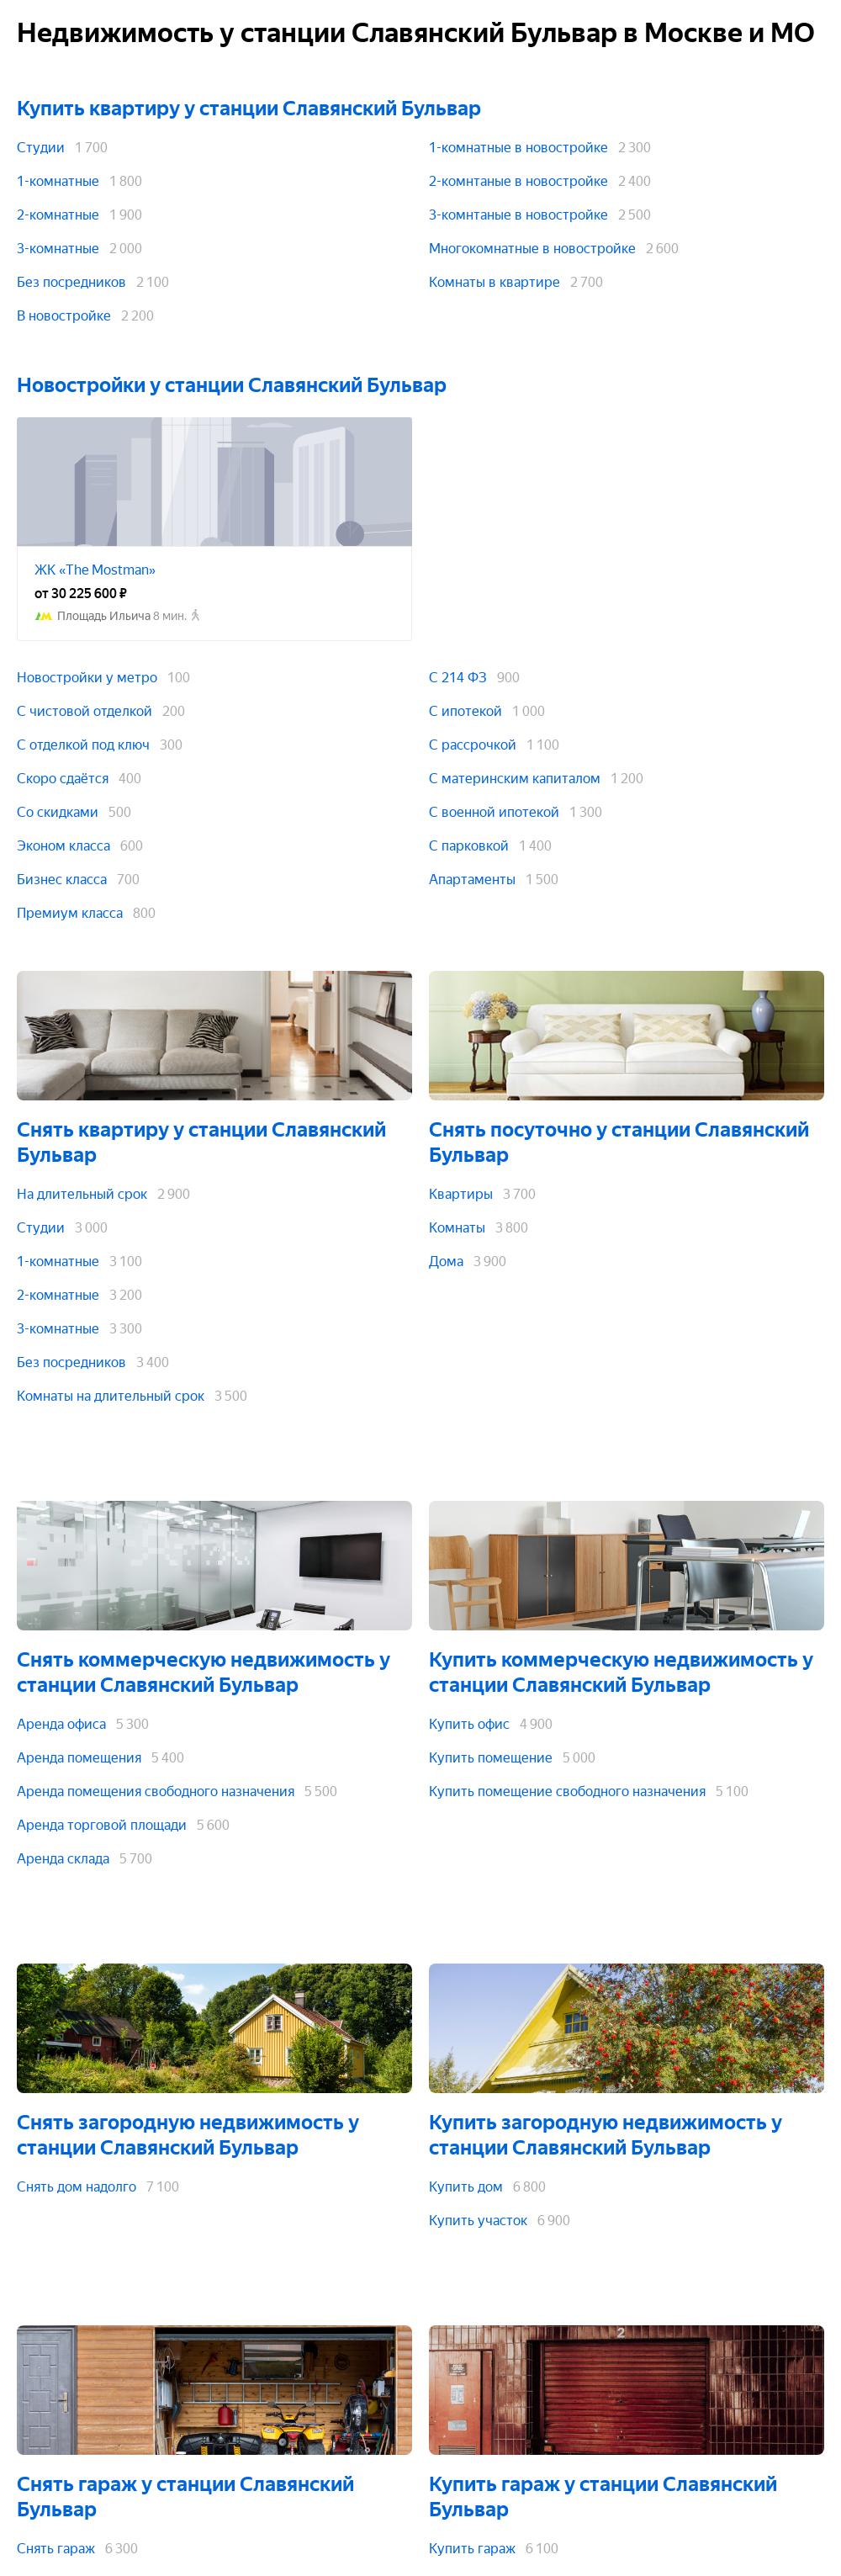 Недвижимость у станции Славянский Бульвар в Москве и МО
Купить квартиру у станции Славянский Бульвар
Студии 1 700
1-комнатные 1 800
2-комнатные 1 900
3-комнатные 2 000
Без посредников 2 100
В новостройке 2 200
1-комнатные в новостройке 2 300
2-комнтаные в новостройке 2 400
3-комнтаные в новостройке 2 500
Многокомнатные в новостройке 2 600
Комнаты в квартире 2 700
Новостройки у станции Славянский Бульвар
ЖК «The Mostman»
от 30 225 600 ₽
Площадь Ильича 8 мин.
Новостройки у метро 100
С чистовой отделкой 200
С отделкой под ключ 300
Скоро сдаётся 400
Со скидками 500
Эконом класса 600
Бизнес класса 700
Премиум класса 800
С 214 ФЗ 900
С ипотекой 1 000
С рассрочкой 1 100
С материнским капиталом 1 200
С военной ипотекой 1 300
С парковкой 1 400
Апартаменты 1 500
Снять квартиру у станции Славянский
Бульвар
На длительный срок 2 900
Студии 3 000
1-комнатные 3 100
2-комнатные 3 200
3-комнатные 3 300
Без посредников 3 400
Комнаты на длительный срок 3 500
Снять посуточно у станции Славянский
Бульвар
Квартиры 3 700
Комнаты 3 800
Дома 3 900
Снять коммерческую недвижимость у
станции Славянский Бульвар
Аренда офиса 5 300
Аренда помещения 5 400
Аренда помещения свободного назначения 5 500
Аренда торговой площади 5 600
Аренда склада 5 700
Купить коммерческую недвижимость у
станции Славянский Бульвар
Купить офис 4 900
Купить помещение 5 000
Купить помещение свободного назначения 5 100
Снять загородную недвижимость у
станции Славянский Бульвар
Снять дом надолго 7 100
Купить загородную недвижимость у
станции Славянский Бульвар
Купить дом 6 800
Купить участок 6 900
2
Снять гараж у станции Славянский
Бульвар
Снять гараж 6 300
Купить гараж у станции Славянский
Бульвар
Купить гараж 6 100